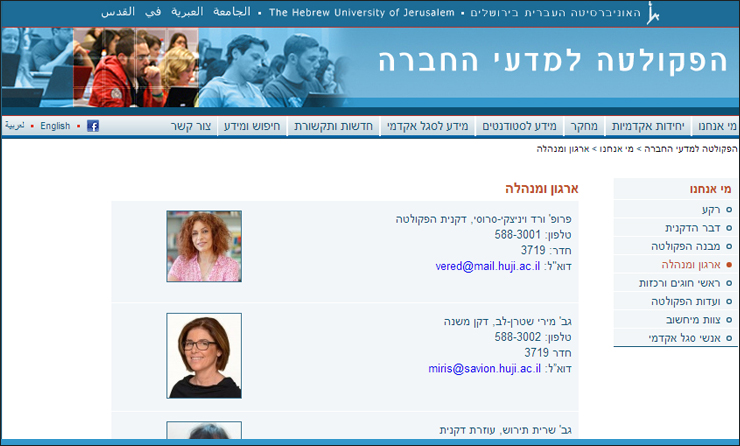 האוניברסיטה העברית בירושלים • The Hebrew University of Jerusalem • الجامعة العبرية في القدس
הפקולטה למדעי החברה
מי אנחנו | יחידות אקדמיות | מחקר | מידע לסטודנטים | מידע לסגל אקדמי | חדשות ותקשורת | חיפוש ומידע | צור קשר • English • لعربية
הפקולטה למדעי החברה > מי אנחנו > ארגון ומנהלה
מי אנחנו
רקע
דבר הדקנית
מבנה הפקולטה
ארגון ומנהלה
ראשי חוגים ורכזות
ועדות הפקולטה
צוות מיחשוב
אנשי סגל אקדמי
ארגון ומנהלה
פרופ' ורד ויניצקי-סרוסי, דקנית הפקולטה
טלפון: 588-3001
חדר: 3719
דוא"ל: vered@mail.huji.ac.il
גב' מירי שטרן-לב, דקן משנה
טלפון: 588-3002
חדר 3719
דוא"ל: miris@savion.huji.ac.il
גב' שרית תירוש, עוזרת דקנית